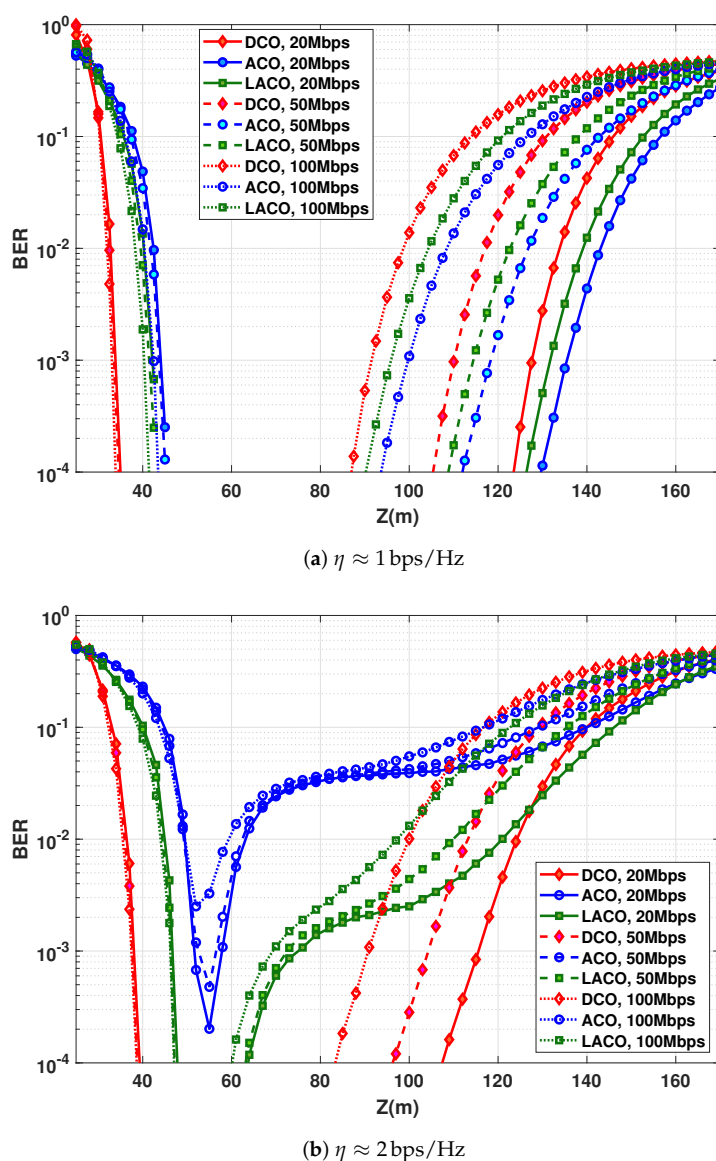 10^0
10^-1
10^-2
10^-3
10^-4
BER
DCO, 20Mbps
ACO, 20Mbps
LACO, 20Mbps
DCO, 50Mbps
ACO, 50Mbps
LACO, 50Mbps
DCO, 100Mbps
ACO, 100Mbps
LACO, 100Mbps
40 60 80 100 120 140 160
Z(m)
(a) η ≈ 1 bps/Hz
10^0
10^-1
10^-2
10^-3
10^-4
BER
DCO, 20Mbps
ACO, 20Mbps
LACO, 20Mbps
DCO, 50Mbps
ACO, 50Mbps
LACO, 50Mbps
DCO, 100Mbps
ACO, 100Mbps
LACO, 100Mbps
40 60 80 100 120 140 160
Z(m)
(b) η ≈ 2 bps/Hz